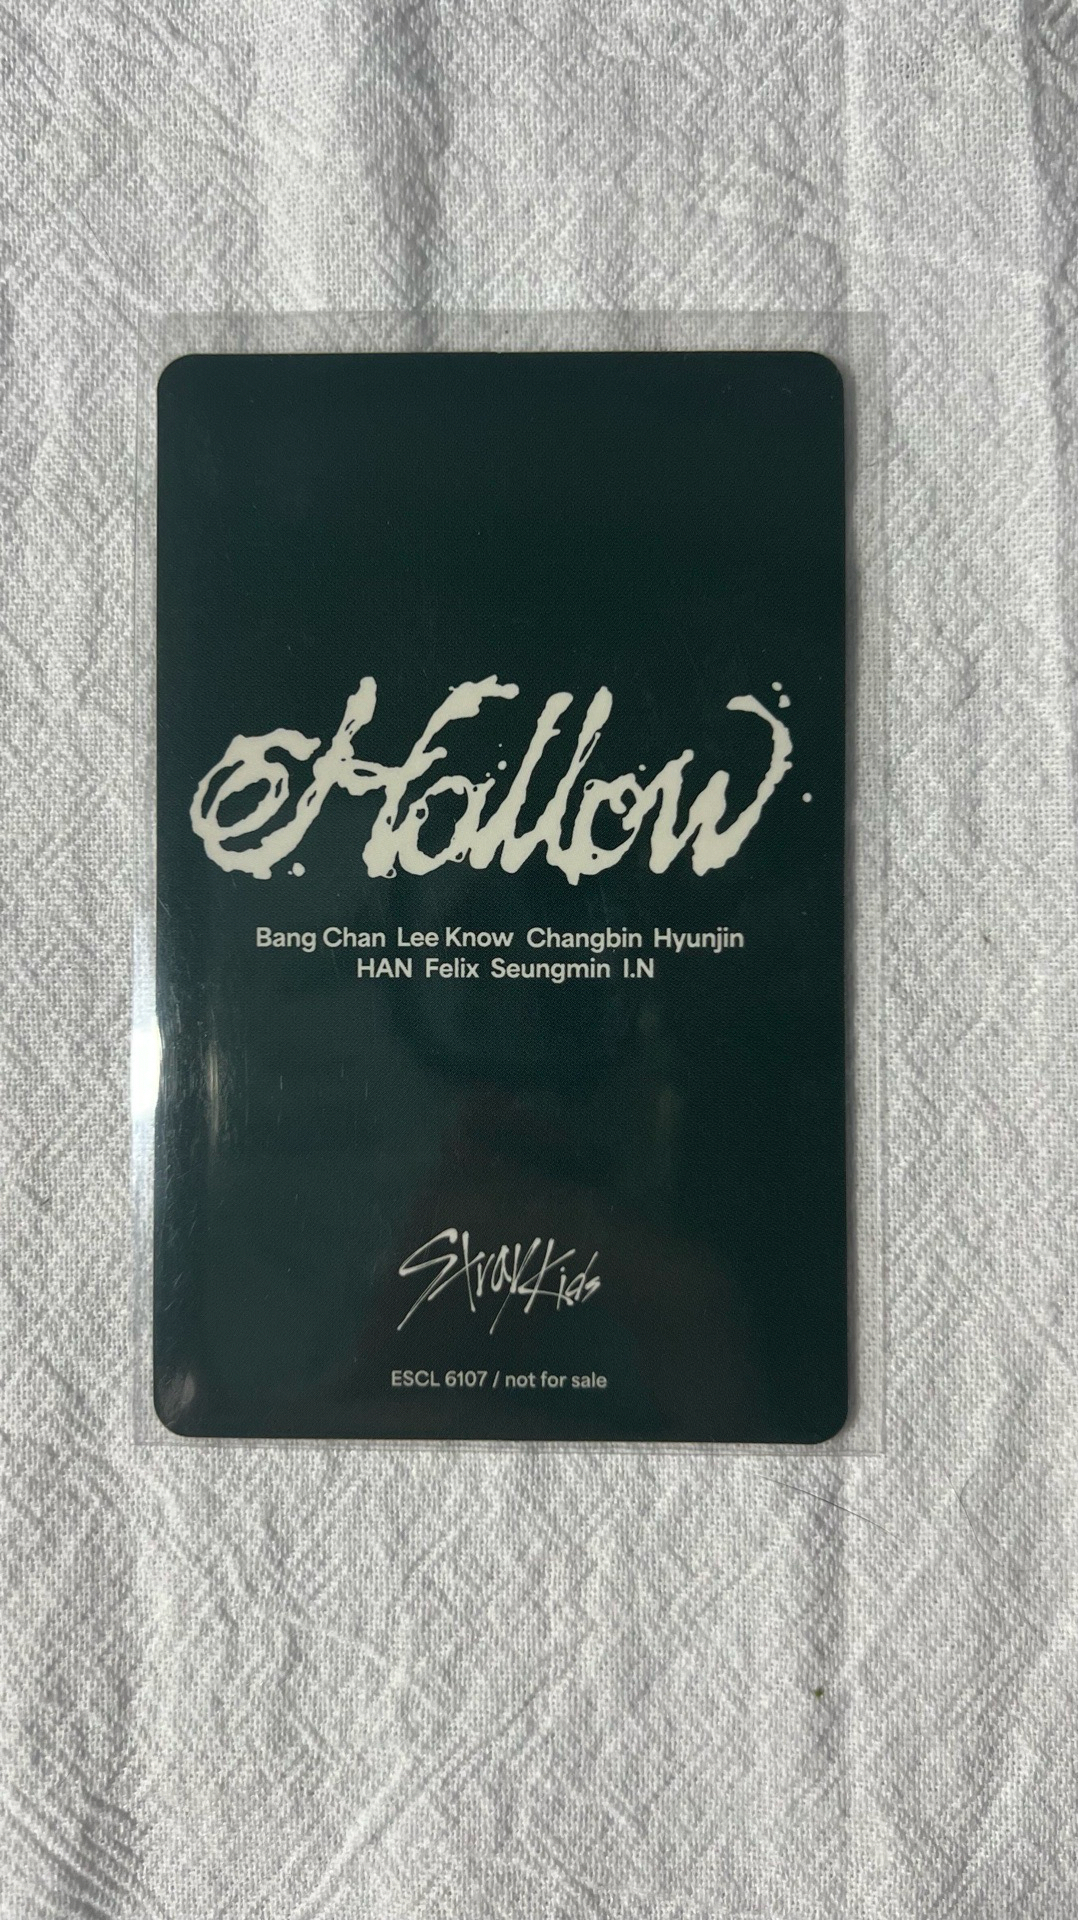 Hollow
Bang Chan Lee Know Changbin Hyunjin
HAN Felix Seungmin I.N
Stray Kids
ESCL 6107 / not for sale